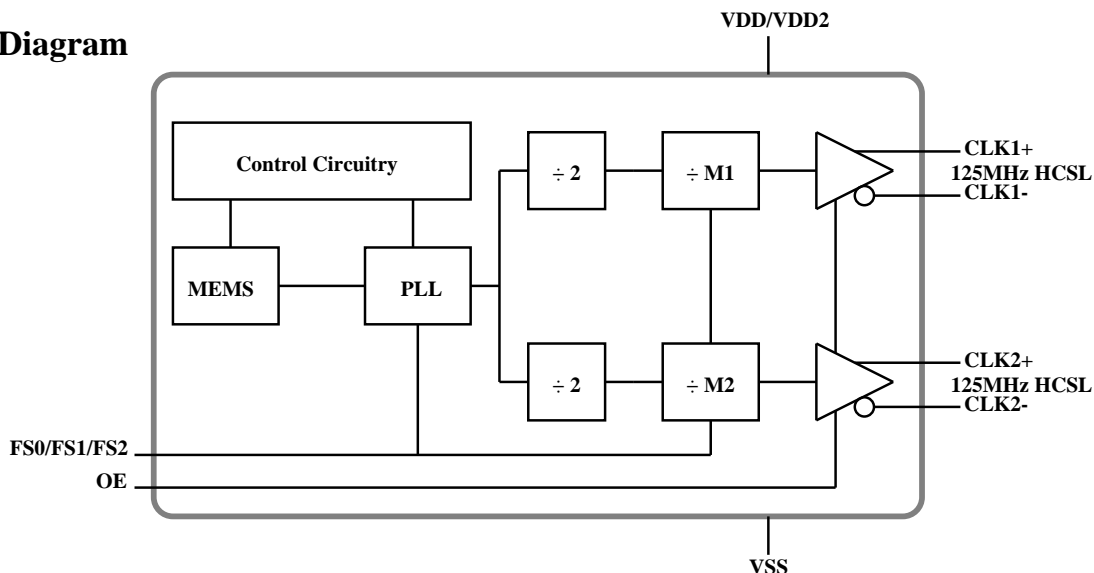 VDD/VDD2
Diagram
Control Circuitry
÷ 2
÷ M1
CLK1+
125MHz HCSL
CLK1-
MEMS
PLL
÷ 2
÷ M2
CLK2+
125MHz HCSL
CLK2-
FS0/FS1/FS2
OE
VSS